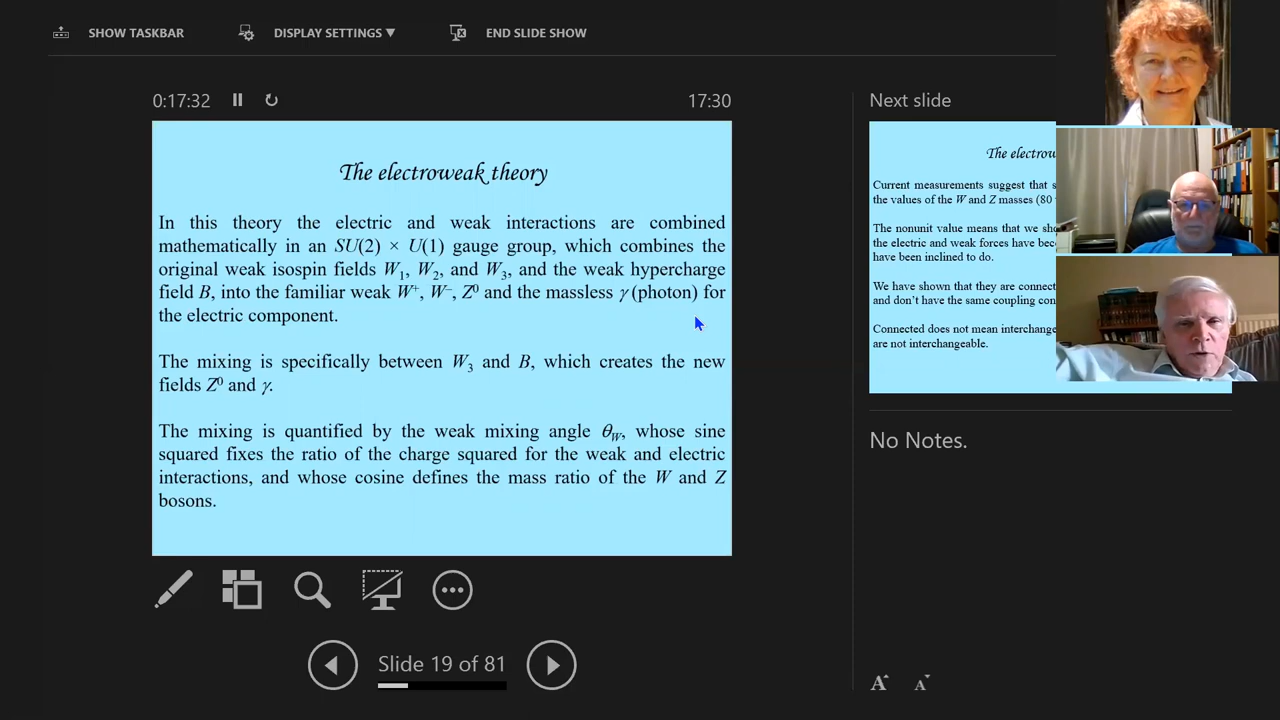 SHOW TASKBAR
DISPLAY SETTINGS ▼
END SLIDE SHOW
0:17:32
17:30
Next slide
The electroweak theory
In this theory the electric and weak interactions are combined
mathematically in an SU(2) × U(1) gauge group, which combines the
original weak isospin fields W₁, W₂, and W₃, and the weak hypercharge
field B, into the familiar weak W⁺, W⁻, Z⁰ and the massless γ (photon) for
the electric component.
The mixing is specifically between W₃ and B, which creates the new
fields Z⁰ and γ.
The mixing is quantified by the weak mixing angle θ_W, whose sine
squared fixes the ratio of the charge squared for the weak and electric
interactions, and whose cosine defines the mass ratio of the W and Z
bosons.
The
Current measurements suggest that
the values of the W and Z masses (80
The nonunit value means that we
the electric and weak forces have
have been inclined to do.
We have shown that they are
and don't have the same coupling
Connected does not mean
are not interchangeable.
No Notes.
Slide 19 of 81
A A